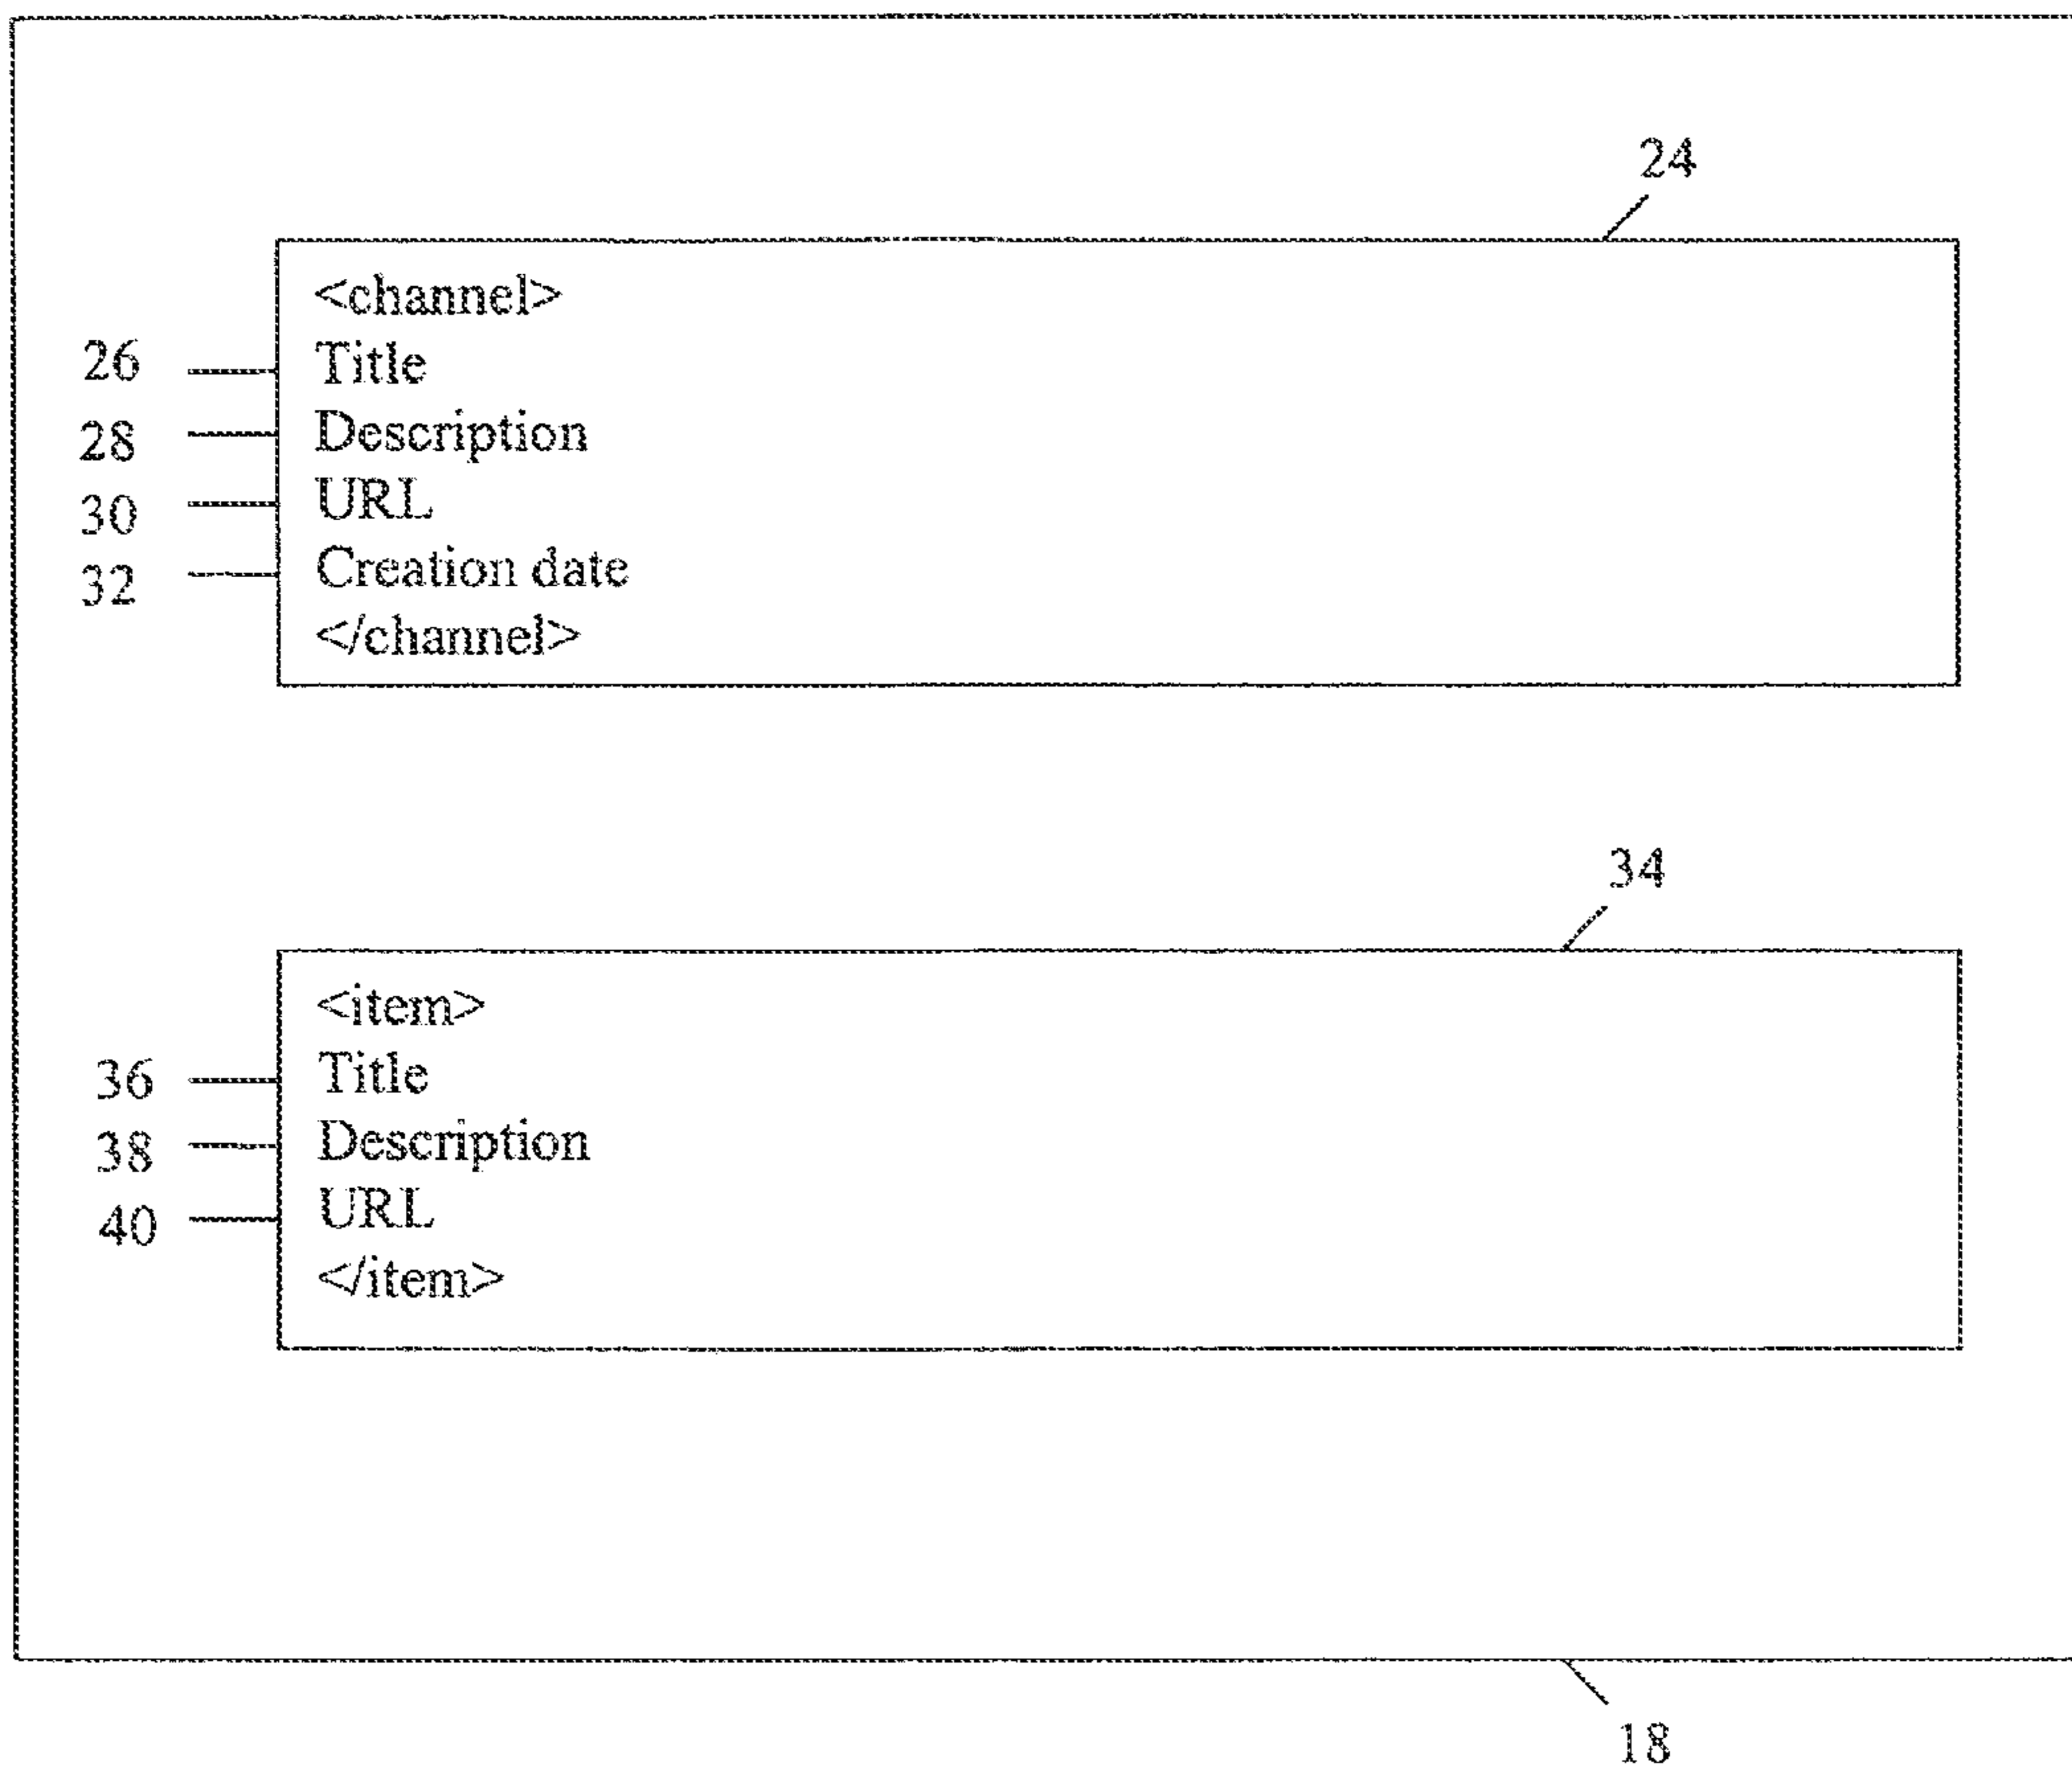 24
<channel>
26 Title
28 Description
30 URL
32 Creation date
</channel>
34
<item>
36 Title
38 Description
40 URL
</item>
18